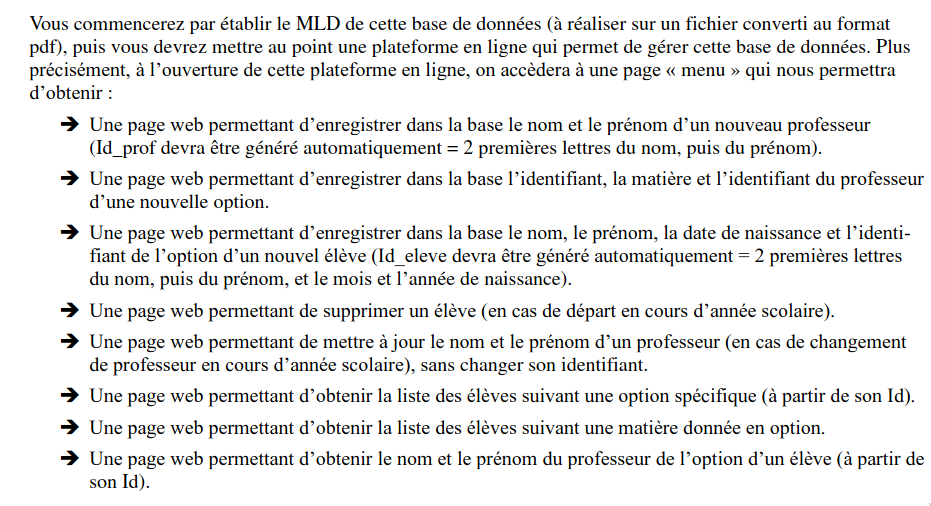 Vous commencerez par établir le MLD de cette base de données (à réaliser sur un fichier converti au format
pdf), puis vous devrez mettre au point une plateforme en ligne qui permet de gérer cette base de données. Plus
précisément, à l'ouverture de cette plateforme en ligne, on accèdera à une page « menu » qui nous permettra
d'obtenir :
➔ Une page web permettant d'enregistrer dans la base le nom et le prénom d'un nouveau professeur
(Id_prof devra être généré automatiquement = 2 premières lettres du nom, puis du prénom).
➔ Une page web permettant d'enregistrer dans la base l'identifiant, la matière et l'identifiant du professeur
d'une nouvelle option.
➔ Une page web permettant d'enregistrer dans la base le nom, le prénom, la date de naissance et l'identi-
fiant de l'option d'un nouvel élève (Id_eleve devra être généré automatiquement = 2 premières lettres
du nom, puis du prénom, et le mois et l'année de naissance).
➔ Une page web permettant de supprimer un élève (en cas de départ en cours d'année scolaire).
➔ Une page web permettant de mettre à jour le nom et le prénom d'un professeur (en cas de changement
de professeur en cours d'année scolaire), sans changer son identifiant.
➔ Une page web permettant d'obtenir la liste des élèves suivant une option spécifique (à partir de son Id).
➔ Une page web permettant d'obtenir la liste des élèves suivant une matière donnée en option.
➔ Une page web permettant d'obtenir le nom et le prénom du professeur de l'option d'un élève (à partir de
son Id).